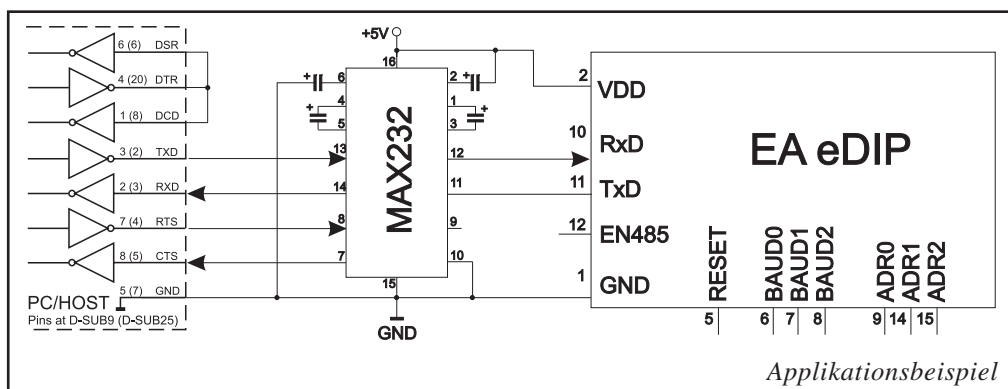 6 (6) DSR
4 (20) DTR
1 (8) DCD
3 (2) TXD
2 (3) RXD
7 (4) RTS
8 (5) CTS
5 (7) GND
PC/HOST
Pins at D-SUB9 (D-SUB25)
+5V
16
6
+
4
+
5
13
14
8
7
15
GND
MAX232
2
+
1
+
3
12
11
9
10
2 VDD
10 RxD
11 TxD
12 EN485
1 GND
EA eDIP
RESET
BAUD0
BAUD1
BAUD2
ADR0
ADR1
ADR2
5
6
7
8
9
14
15
Applikationsbeispiel